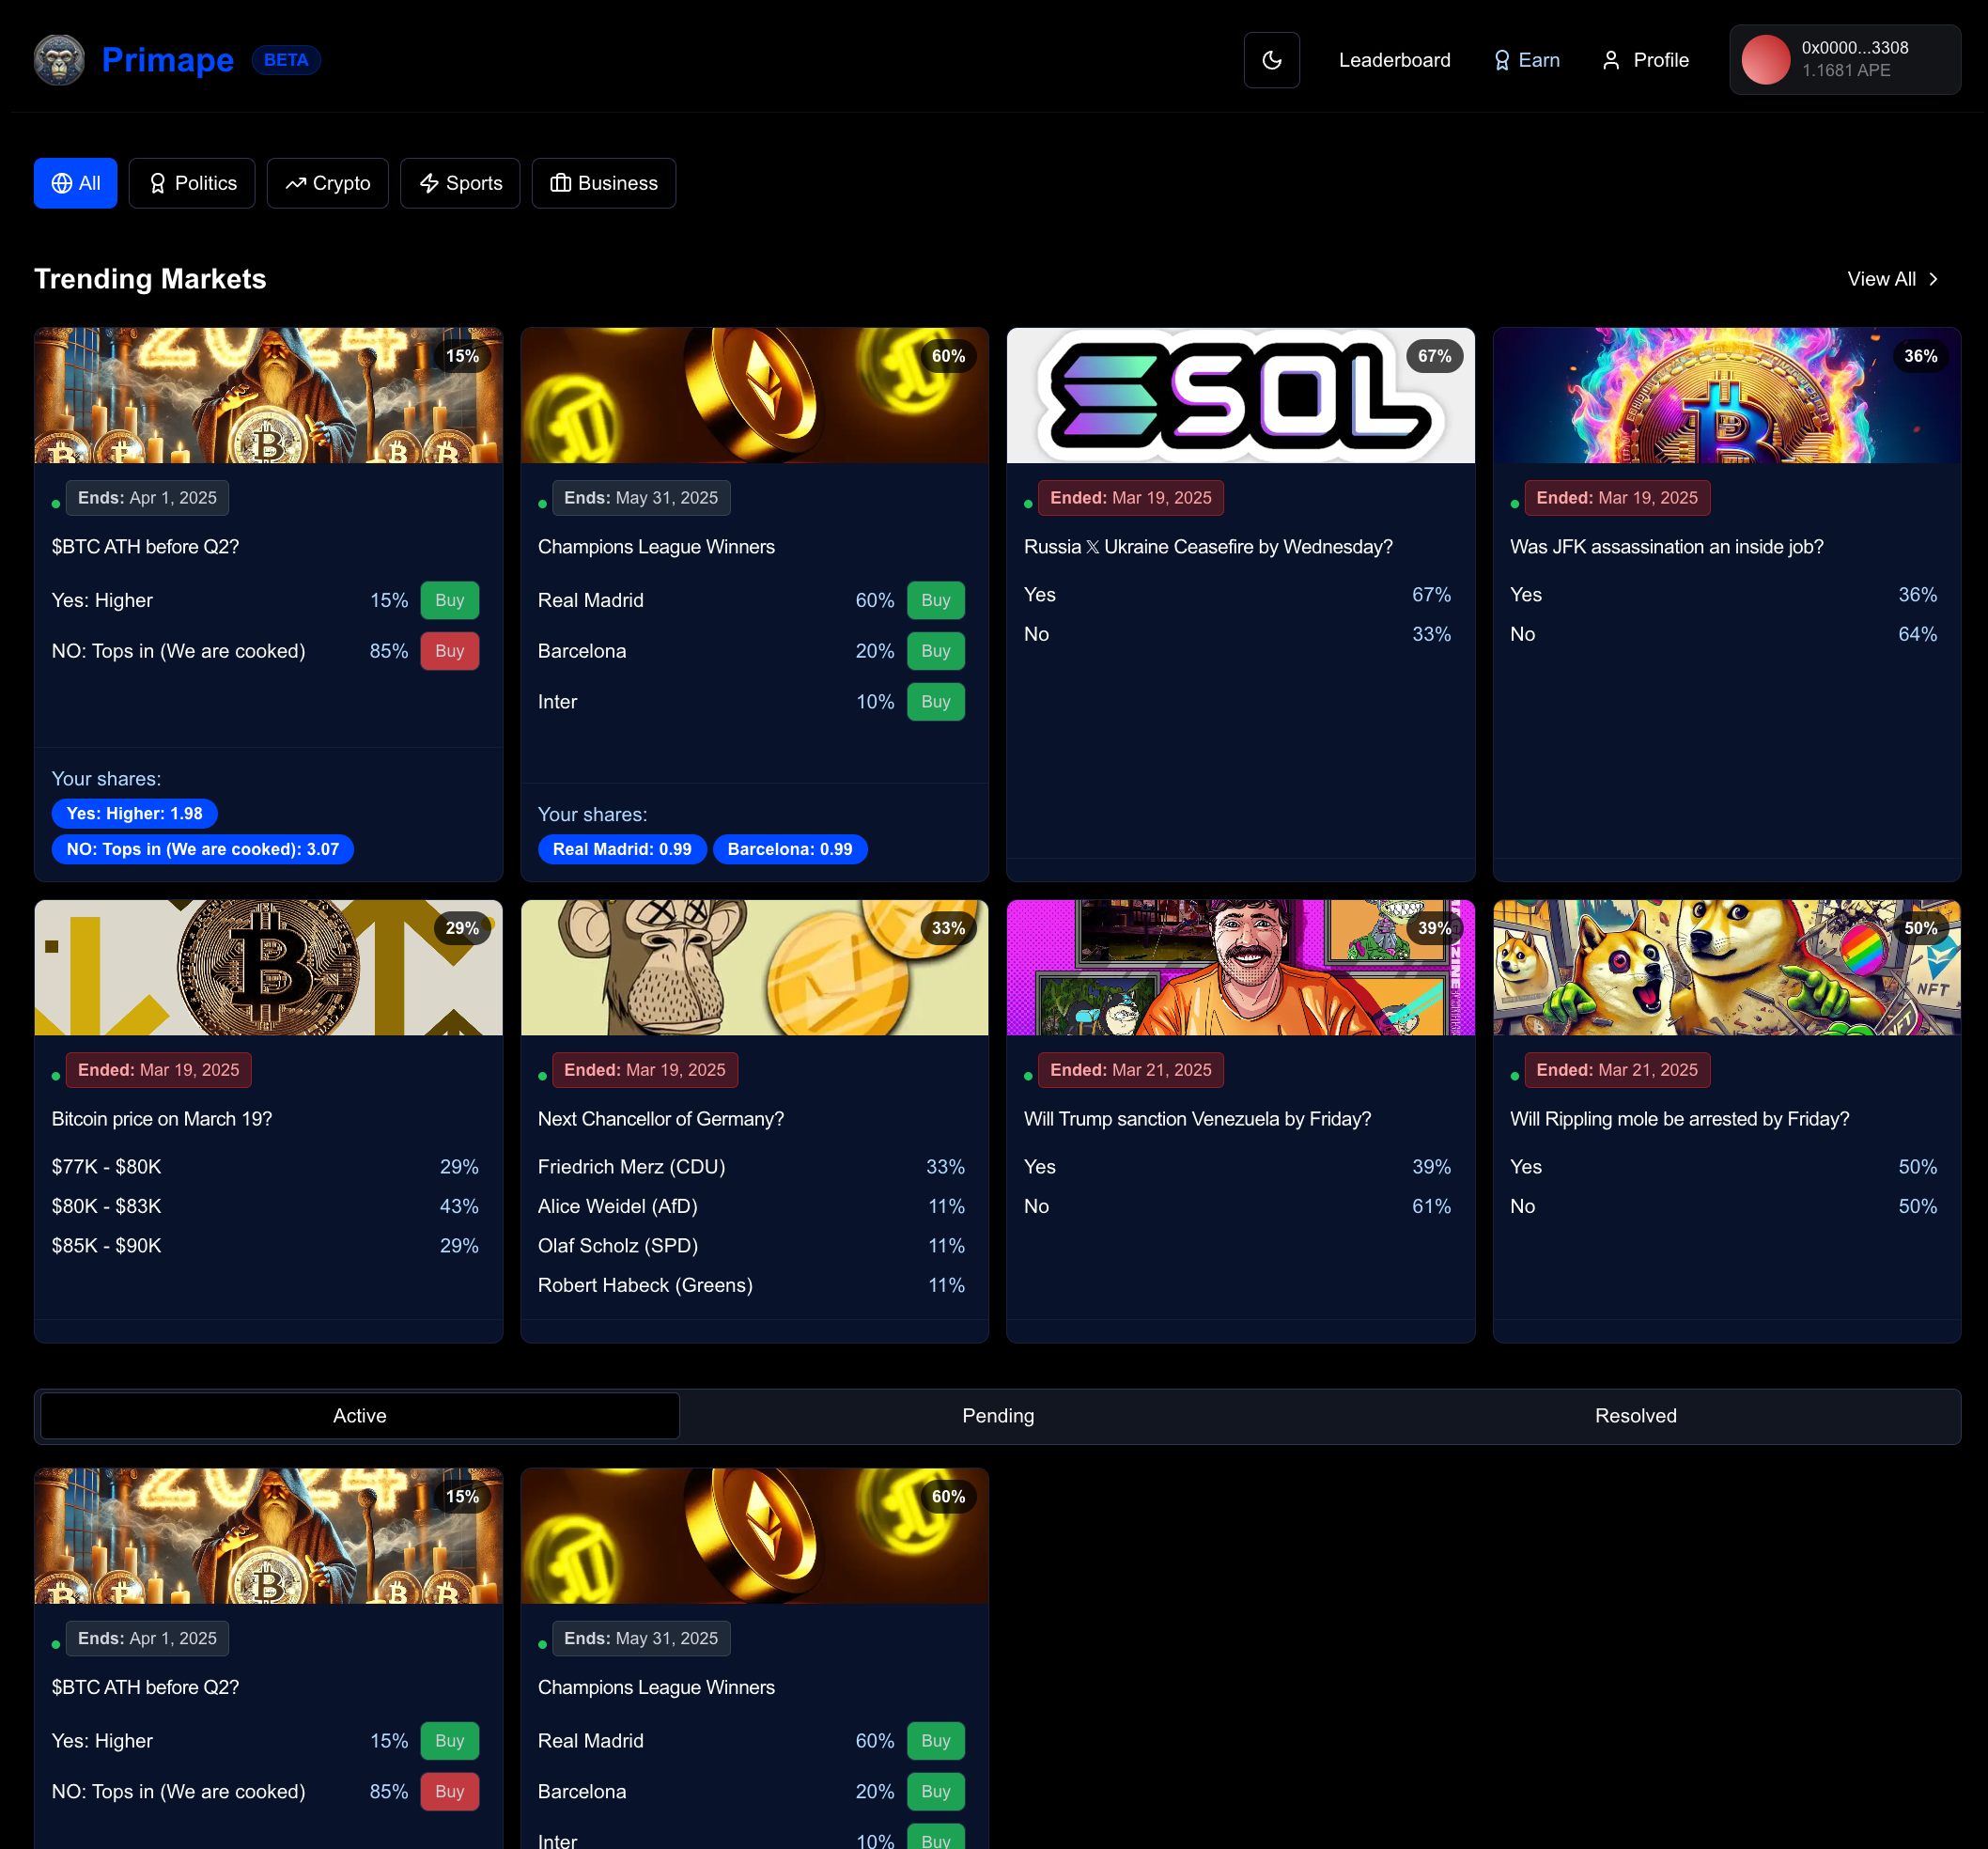 Primape BETA
Leaderboard Earn Profile
0x0000...3308
1.1681 APE
All Politics Crypto Sports Business
Trending Markets
View All
2024
15%
Ends: Apr 1, 2025
$BTC ATH before Q2?
Yes: Higher 15% Buy
NO: Tops in (We are cooked) 85% Buy
Your shares:
Yes: Higher: 1.98
NO: Tops in (We are cooked): 3.07
60%
Ends: May 31, 2025
Champions League Winners
Real Madrid 60% Buy
Barcelona 20% Buy
Inter 10% Buy
Your shares:
Real Madrid: 0.99 Barcelona: 0.99
SOL
67%
Ended: Mar 19, 2025
Russia 𝕏 Ukraine Ceasefire by Wednesday?
Yes 67%
No 33%
36%
Ended: Mar 19, 2025
Was JFK assassination an inside job?
Yes 36%
No 64%
29%
Ended: Mar 19, 2025
Bitcoin price on March 19?
$77K - $80K 29%
$80K - $83K 43%
$85K - $90K 29%
33%
Ended: Mar 19, 2025
Next Chancellor of Germany?
Friedrich Merz (CDU) 33%
Alice Weidel (AfD) 11%
Olaf Scholz (SPD) 11%
Robert Habeck (Greens) 11%
39%
Ended: Mar 21, 2025
Will Trump sanction Venezuela by Friday?
Yes 39%
No 61%
50%
NFT
NFT
Ended: Mar 21, 2025
Will Rippling mole be arrested by Friday?
Yes 50%
No 50%
Active Pending Resolved
2024
15%
Ends: Apr 1, 2025
$BTC ATH before Q2?
Yes: Higher 15% Buy
NO: Tops in (We are cooked) 85% Buy
60%
Ends: May 31, 2025
Champions League Winners
Real Madrid 60% Buy
Barcelona 20% Buy
Inter 10% Buy